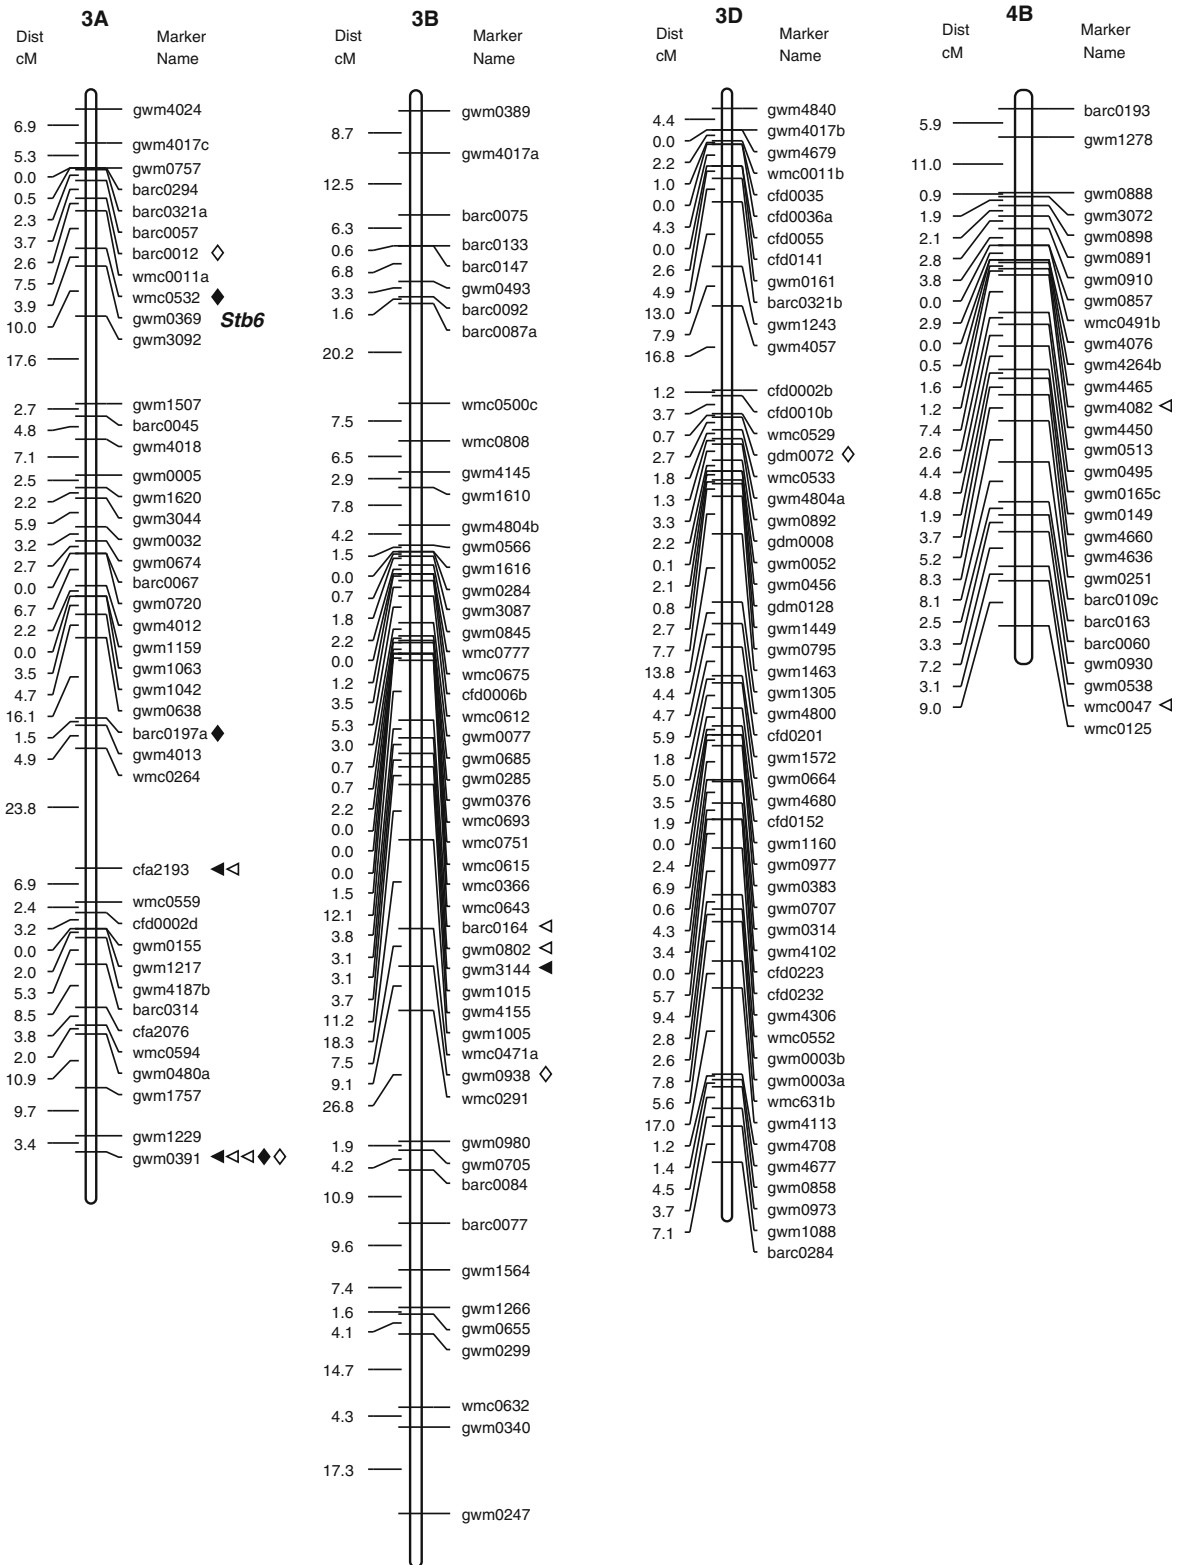 3A
Dist cM
Marker Name
gwm4024
6.9
gwm4017c
5.3
gwm0757
0.0
barc0294
0.5
barc0321a
2.3
barc0057
3.7
barc0012
2.6
wmc0011a
7.5
wmc0532
3.9
gwm0369 Stb6
10.0
gwm3092
17.6
gwm1507
2.7
barc0045
4.8
gwm4018
7.1
gwm0005
2.5
gwm1620
2.2
gwm3044
5.9
gwm0032
3.2
gwm0674
2.7
barc0067
0.0
gwm0720
6.7
gwm4012
2.2
gwm1159
0.0
gwm1063
3.5
gwm1042
4.7
gwm0638
16.1
barc0197a
1.5
gwm4013
4.9
wmc0264
23.8
cfa2193
6.9
wmc0559
2.4
cfd0002d
3.2
gwm0155
0.0
gwm1217
2.0
gwm4187b
5.3
barc0314
8.5
cfa2076
3.8
wmc0594
2.0
gwm0480a
10.9
gwm1757
9.7
gwm1229
3.4
gwm0391
3B
Dist cM
Marker Name
gwm0389
8.7
gwm4017a
12.5
barc0075
6.3
barc0133
0.6
barc0147
6.8
gwm0493
3.3
barc0092
1.6
barc0087a
20.2
wmc0500c
7.5
wmc0808
6.5
gwm4145
2.9
gwm1610
7.8
gwm4804b
4.2
gwm0566
1.5
gwm1616
0.0
gwm0284
0.7
gwm3087
1.8
gwm0845
2.2
wmc0777
0.0
wmc0675
1.2
cfd0006b
3.5
wmc0612
5.3
gwm0077
3.0
gwm0685
0.7
gwm0285
0.7
gwm0376
2.2
wmc0693
0.0
wmc0751
0.0
wmc0615
0.0
wmc0366
1.5
wmc0643
12.1
barc0164
3.8
gwm0802
3.1
gwm3144
3.1
gwm1015
3.7
gwm4155
11.2
gwm1005
18.3
wmc0471a
7.5
gwm0938
9.1
wmc0291
26.8
gwm0980
1.9
gwm0705
4.2
barc0084
10.9
barc0077
9.6
gwm1564
7.4
gwm1266
1.6
gwm0655
4.1
gwm0299
14.7
wmc0632
4.3
gwm0340
17.3
gwm0247
3D
Dist cM
Marker Name
gwm4840
4.4
gwm4017b
0.0
gwm4679
2.2
wmc0011b
1.0
cfd0035
0.0
cfd0036a
4.3
cfd0055
0.0
cfd0141
2.6
gwm0161
4.9
barc0321b
13.0
gwm1243
7.9
gwm4057
16.8
cfd0002b
1.2
cfd0010b
3.7
wmc0529
0.7
gdm0072
2.7
wmc0533
1.8
gwm4804a
1.3
gwm0892
3.3
gdm0008
2.2
gwm0052
0.1
gwm0456
2.1
gdm0128
0.8
gwm1449
2.7
gwm0795
7.7
gwm1463
13.8
gwm1305
4.4
gwm4800
4.7
cfd0201
5.9
gwm1572
1.8
gwm0664
5.0
gwm4680
3.5
cfd0152
1.9
gwm1160
0.0
gwm0977
2.4
gwm0383
6.9
gwm0707
0.6
gwm0314
4.3
gwm4102
3.4
cfd0223
0.0
cfd0232
5.7
gwm4306
9.4
wmc0552
2.8
gwm0003b
2.6
gwm0003a
7.8
wmc631b
5.6
gwm4113
17.0
gwm4708
1.2
gwm4677
1.4
gwm0858
4.5
gwm0973
3.7
gwm1088
7.1
barc0284
4B
Dist cM
Marker Name
barc0193
5.9
gwm1278
11.0
gwm0888
0.9
gwm3072
1.9
gwm0898
2.1
gwm0891
2.8
gwm0910
3.8
gwm0857
0.0
wmc0491b
2.9
gwm4076
0.0
gwm4264b
0.5
gwm4465
1.6
gwm4082
1.2
gwm4450
7.4
gwm0513
2.6
gwm0495
4.4
gwm0165c
4.8
gwm0149
1.9
gwm4660
3.7
gwm4636
5.2
gwm0251
8.3
barc0109c
8.1
barc0163
2.5
barc0060
3.3
gwm0930
7.2
gwm0538
3.1
wmc0047
9.0
wmc0125